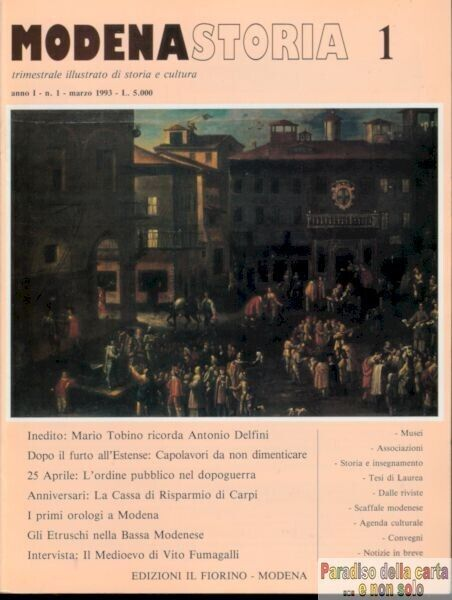 MODENASTORIA 1
trimestrale illustrato di storia e cultura
anno I - n. 1 - marzo 1993 - L. 5.000
Inedito: Mario Tobino ricorda Antonio Delfini
Dopo il furto all'Estense: Capolavori da non dimenticare
25 Aprile: L'ordine pubblico nel dopoguerra
Anniversari: La Cassa di Risparmio di Carpi
I primi orologi a Modena
Gli Etruschi nella Bassa Modenese
Intervista: Il Medioevo di Vito Fumagalli
EDIZIONI IL FIORINO - MODENA
- Musei
- Associazioni
- Storia e insegnamento
- Tesi di Laurea
- Dalle riviste
- Scaffale modenese
- Agenda culturale
- Convegni
- Notizie in breve
Paradiso della carta
... e non solo